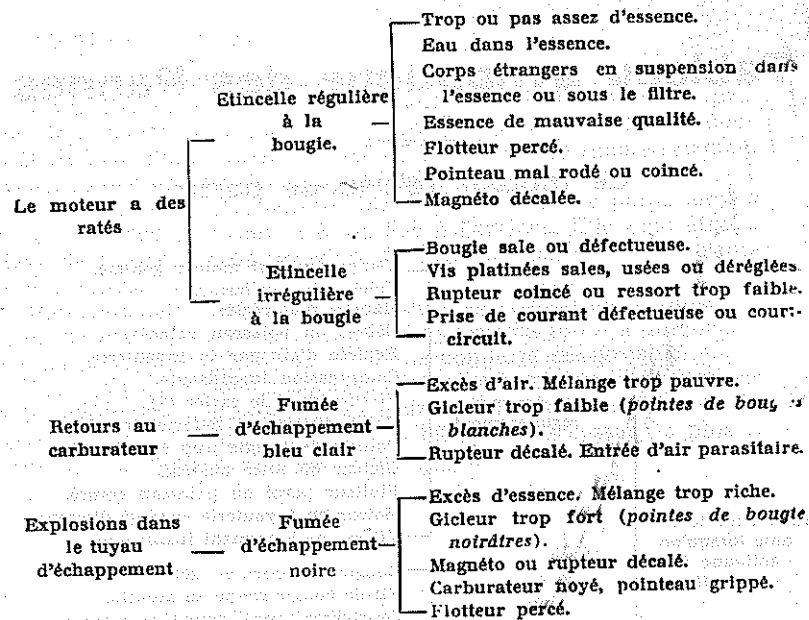 Trop ou pas assez d'essence.
Eau dans l'essence.
Corps étrangers en suspension dans
l'essence ou sous le filtre.
Etincelle régulière
à la
bougie.
Essence de mauvaise qualité.
Flotteur percé.
Pointeau mal rodé ou coincé.
Magnéto décalée.
Le moteur a des
ratés
Etincelle
irrégulière
à la bougie
Bougie sale ou défectueuse.
Vis platinées sales, usées ou déréglées.
Rupteur coincé ou ressort trop faible.
Prise de courant défectueuse ou court-
circuit.
Retours au
carburateur
Fumée
d'échappement
bleu clair
Excès d'air. Mélange trop pauvre.
Gicleur trop faible (pointes de
blanches).
Rupteur décalé. Entrée d'air parasitaire.
Explosions dans
le tuyau
d'échappement
Fumée
d'échappement
noire
Excès d'essence. Mélange trop riche.
Gicleur trop fort (pointes de bougie
noirâtres).
Magnéto ou rupteur décalé.
Carburateur noyé, pointeau grippé.
Flotteur percé.